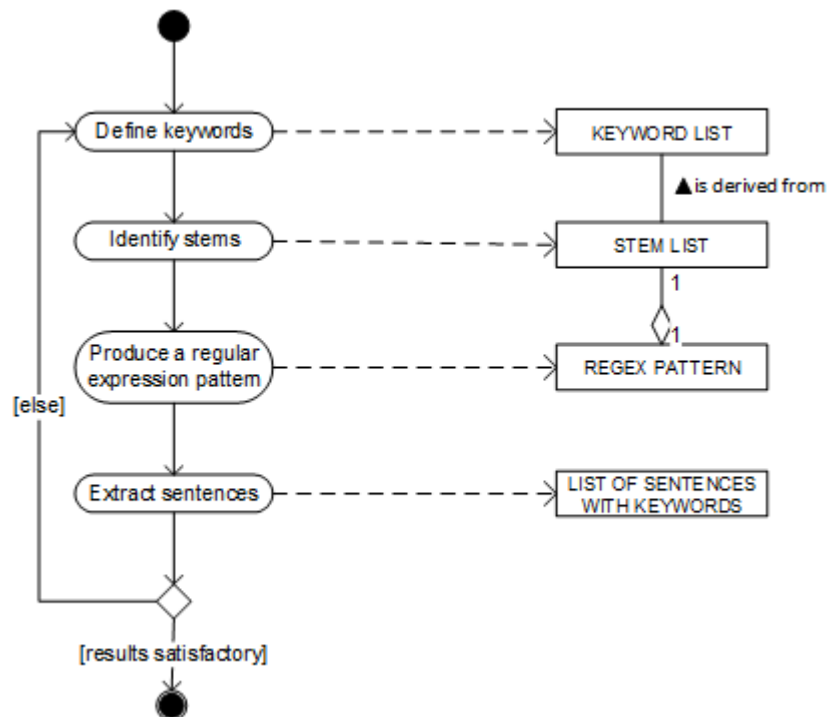 Define keywords
KEYWORD LIST
▲is derived from
Identify stems
STEM LIST
1
1
Produce a regular
expression pattern
REGEX PATTERN
[else]
Extract sentences
LIST OF SENTENCES
WITH KEYWORDS
[results satisfactory]